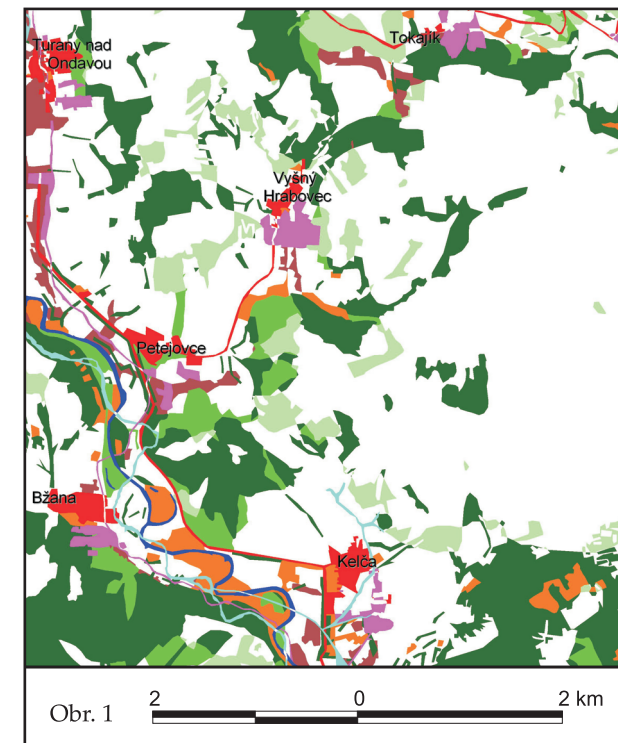 Turany nad
Ondavou
Tokajík
Vyšný
Hrabovec
Petejovce
Bžana
Kelča
Obr. 1
2 0 2 km